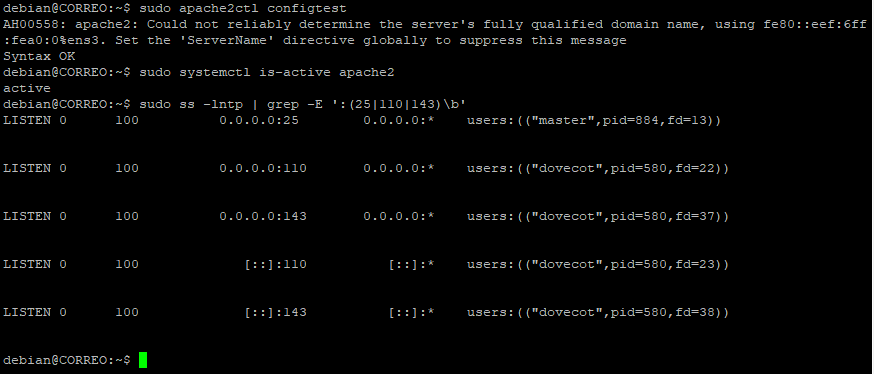 debian@CORREO:~$ sudo apache2ctl configtest
AH00558: apache2: Could not reliably determine the server's fully qualified domain name, using fe80::eef:6ff
:fea0:0%ens3. Set the 'ServerName' directive globally to suppress this message
Syntax OK
debian@CORREO:~$ sudo systemctl is-active apache2
active
debian@CORREO:~$ sudo ss -lntp | grep -E ':(25|110|143)\b'
LISTEN 0      100          0.0.0.0:25        0.0.0.0:*    users:(("master",pid=884,fd=13))
LISTEN 0      100          0.0.0.0:110       0.0.0.0:*    users:(("dovecot",pid=580,fd=22))
LISTEN 0      100          0.0.0.0:143       0.0.0.0:*    users:(("dovecot",pid=580,fd=37))
LISTEN 0      100             [::]:110          [::]:*    users:(("dovecot",pid=580,fd=23))
LISTEN 0      100             [::]:143          [::]:*    users:(("dovecot",pid=580,fd=38))
debian@CORREO:~$